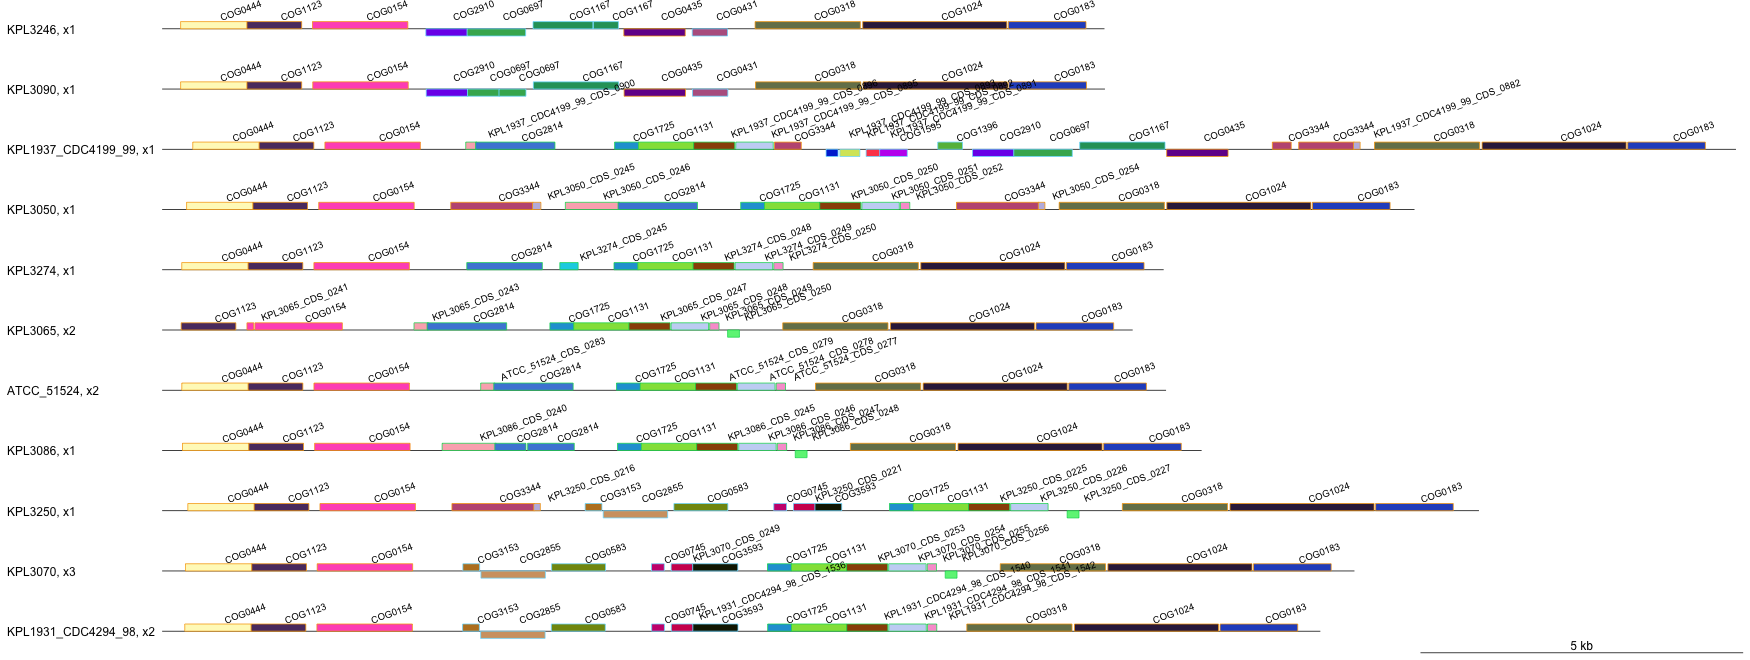 KPL3246, x1 COG0444 COG1123 COG0154 COG2910 COG0697 COG1167 COG1167 COG0435 COG0431 COG0318 COG1024 COG0183
KPL3090, x1 COG0444 COG1123 COG0154 COG2910 COG0697 COG0697 COG1167 COG0435 COG0431 COG0318 COG1024 COG0183
KPL1937_CDC4199_99, x1 COG0444 COG1123 COG0154 KPL1937_CDC4199_99_CDS_0900 COG2814 COG1725 COG1131 COG3344 COG1595 KPL1937_CDC4199_99_CDS_0891 COG1396 COG2910 COG0697 COG1167 COG0435 COG3344 COG3344 KPL1937_CDC4199_99_CDS_0882 COG0318 COG1024 COG0183
KPL3050, x1 COG0444 COG1123 COG0154 COG3344 KPL3050_CDS_0245 KPL3050_CDS_0246 COG2814 COG1725 COG1131 KPL3050_CDS_0250 KPL3050_CDS_0251 KPL3050_CDS_0252 COG3344 KPL3050_CDS_0254 COG0318 COG1024 COG0183
KPL3274, x1 COG0444 COG1123 COG0154 COG2814 KPL3274_CDS_0245 COG1725 COG1131 KPL3274_CDS_0248 KPL3274_CDS_0249 KPL3274_CDS_0250 COG0318 COG1024 COG0183
KPL3065, x2 COG1123 KPL3065_CDS_0241 COG0154 KPL3065_CDS_0243 COG2814 COG1725 COG1131 KPL3065_CDS_0247 KPL3065_CDS_0248 KPL3065_CDS_0249 KPL3065_CDS_0250 COG0318 COG1024 COG0183
ATCC_51524, x2 COG0444 COG1123 COG0154 ATCC_51524_CDS_0283 COG2814 COG1725 COG1131 ATCC_51524_CDS_0279 ATCC_51524_CDS_0278 ATCC_51524_CDS_0277 COG0318 COG1024 COG0183
KPL3086, x1 COG0444 COG1123 COG0154 KPL3086_CDS_0240 COG2814 COG2814 COG1725 COG1131 KPL3086_CDS_0245 KPL3086_CDS_0246 KPL3086_CDS_0247 KPL3086_CDS_0248 COG0318 COG1024 COG0183
KPL3250, x1 COG0444 COG1123 COG0154 COG3344 KPL3250_CDS_0216 COG3153 COG2855 COG0583 COG0745 KPL3250_CDS_0221 COG3593 COG1725 COG1131 KPL3250_CDS_0225 KPL3250_CDS_0226 KPL3250_CDS_0227 COG0318 COG1024 COG0183
KPL3070, x3 COG0444 COG1123 COG0154 COG3153 COG2855 COG0583 COG0745 KPL3070_CDS_0249 COG3593 COG1725 COG1131 KPL3070_CDS_0253 KPL3070_CDS_0254 KPL3070_CDS_0255 KPL3070_CDS_0256 COG0318 COG1024 COG0183
KPL1931_CDC4294_98, x2 COG0444 COG1123 COG0154 COG3153 COG2855 COG0583 COG0745 KPL1931_CDC4294_98_CDS_1536 COG3593 COG1725 COG1131 KPL1931_CDC4294_98_CDS_1540 KPL1931_CDC4294_98_CDS_1541 KPL1931_CDC4294_98_CDS_1542 COG0318 COG1024 COG0183
5 kb